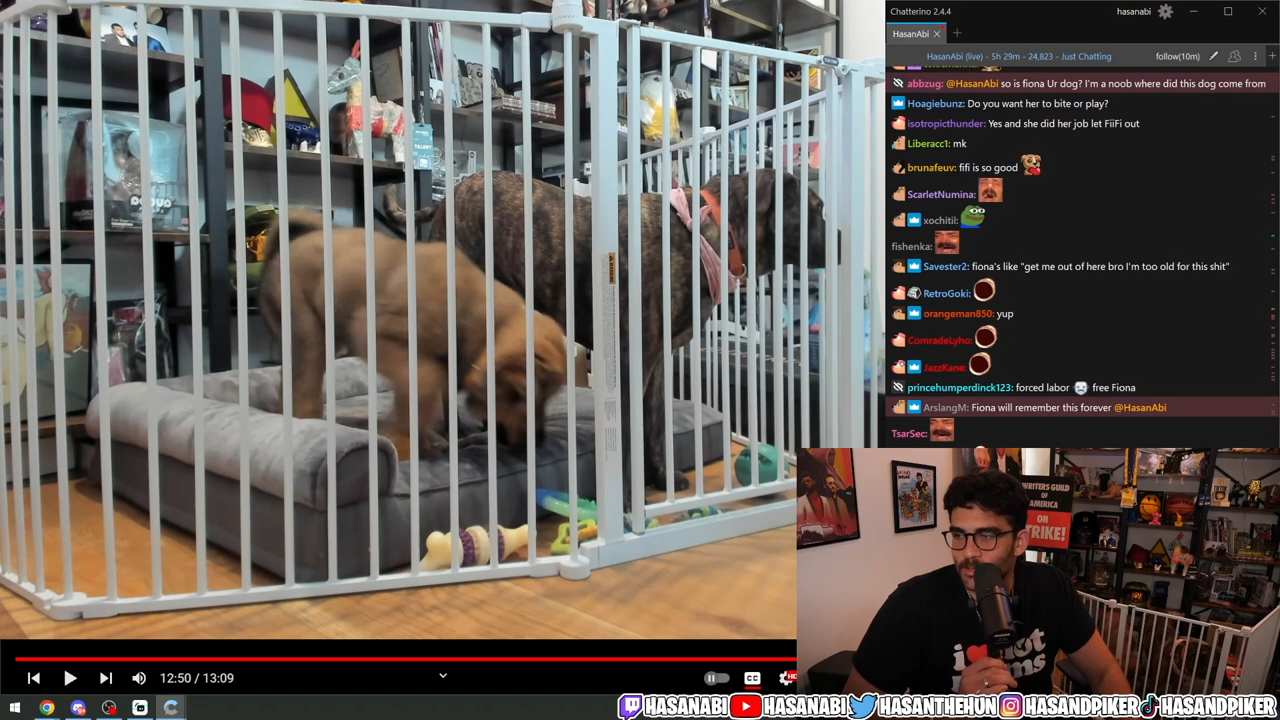 Chatterino 2.4.4
hasanabi
HasanAbi
HasanAbi (live) - 5h 29m - 24,823 - Just Chatting
follow(10m)
abbzug: @HasanAbi so is fiona Ur dog? I'm a noob where did this dog come from
Hoagiebunz: Do you want her to bite or play?
isotropicthunder: Yes and she did her job let FiiFi out
Liberacc1: mk
brunafeuv: fifi is so good
ScarletNumina:
xochitil:
fishenka:
Savester2: fiona's like "get me out of here bro I'm too old for this shit"
RetroGoki:
orangeman850: yup
ComradeLyho:
JazzKane:
princehumperdinck123: forced labor free Fiona
ArslangM: Fiona will remember this forever @HasanAbi
TsarSec:
WRITERS GUILD
OF
AMERICA
ON
STRIKE!
12:50 / 13:09
CC
HD
HASANABI HASANABI HASANTHEHUN HASANDPIKER HASANDPIKER